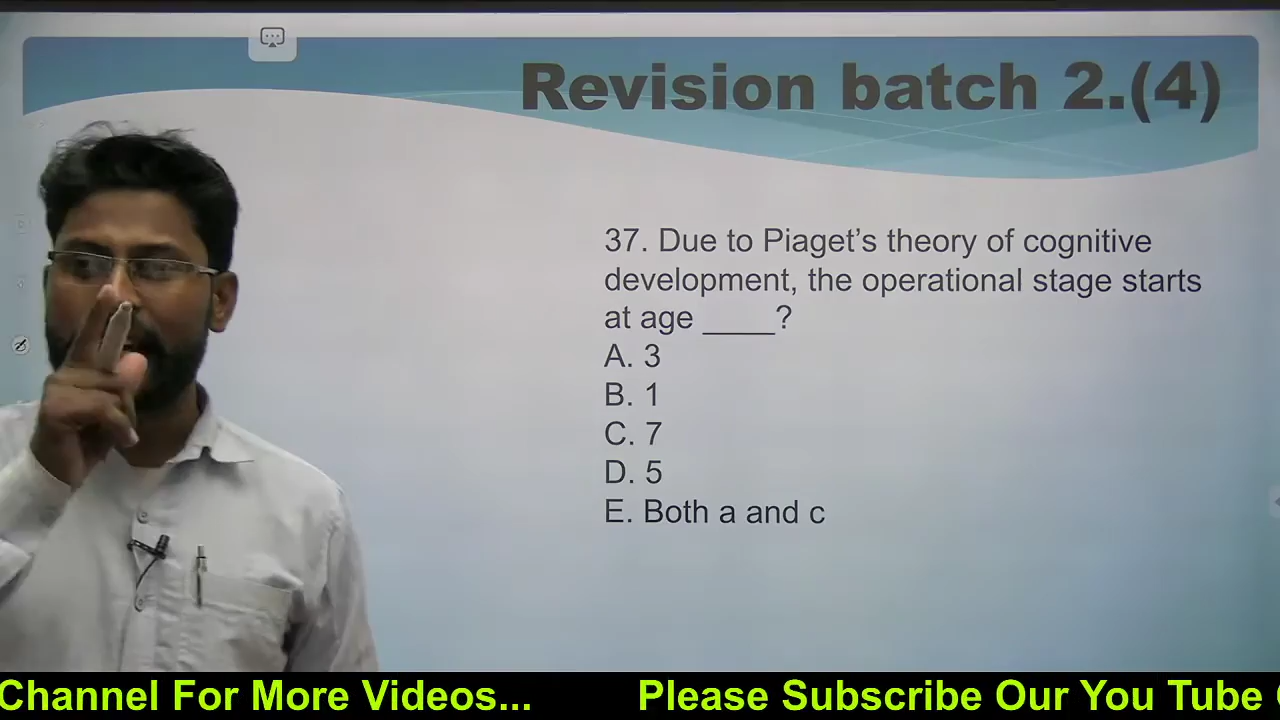 Revision batch 2.(4)
37. Due to Piaget’s theory of cognitive
development, the operational stage starts
at age ____?
A. 3
B. 1
C. 7
D. 5
E. Both a and c
Channel For More Videos... Please Subscribe Our You Tube